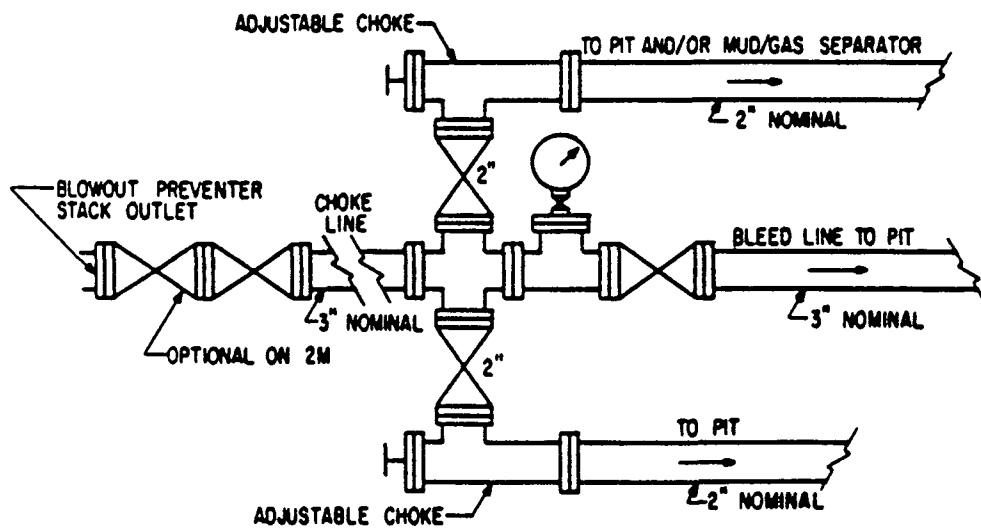 ADJUSTABLE CHOKE
TO PIT AND/OR MUD/GAS SEPARATOR
2" NOMINAL
2"
BLOWOUT PREVENTER
STACK OUTLET
CHOKE
LINE
BLEED LINE TO PIT
3" NOMINAL
3" NOMINAL
OPTIONAL ON 2M
2"
TO PIT
2" NOMINAL
ADJUSTABLE CHOKE